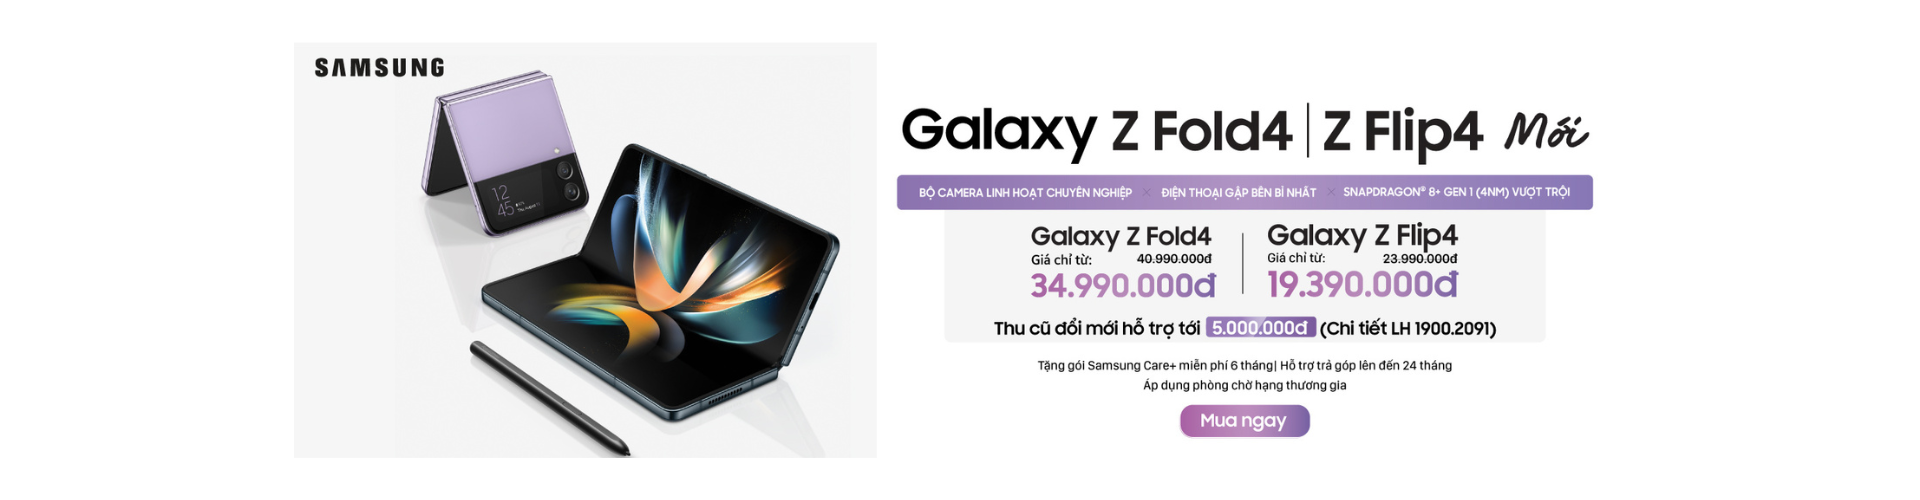 SAMSUNG
12
45
Galaxy Z Fold4 | Z Flip4 Mới
BỘ CAMERA LINH HOẠT CHUYÊN NGHIỆP × ĐIỆN THOẠI GẬP BỀN BỈ NHẤT × SNAPDRAGON® 8+ GEN 1 (4NM) VƯỢT TRỘI
Galaxy Z Fold4
Giá chỉ từ: 40.990.000đ
34.990.000đ
Galaxy Z Flip4
Giá chỉ từ: 23.990.000đ
19.390.000đ
Thu cũ đổi mới hỗ trợ tới 5.000.000đ (Chi tiết LH 1900.2091)
Tặng gói Samsung Care+ miễn phí 6 tháng| Hỗ trợ trả góp lên đến 24 tháng
Áp dụng phòng chờ hạng thương gia
Mua ngay